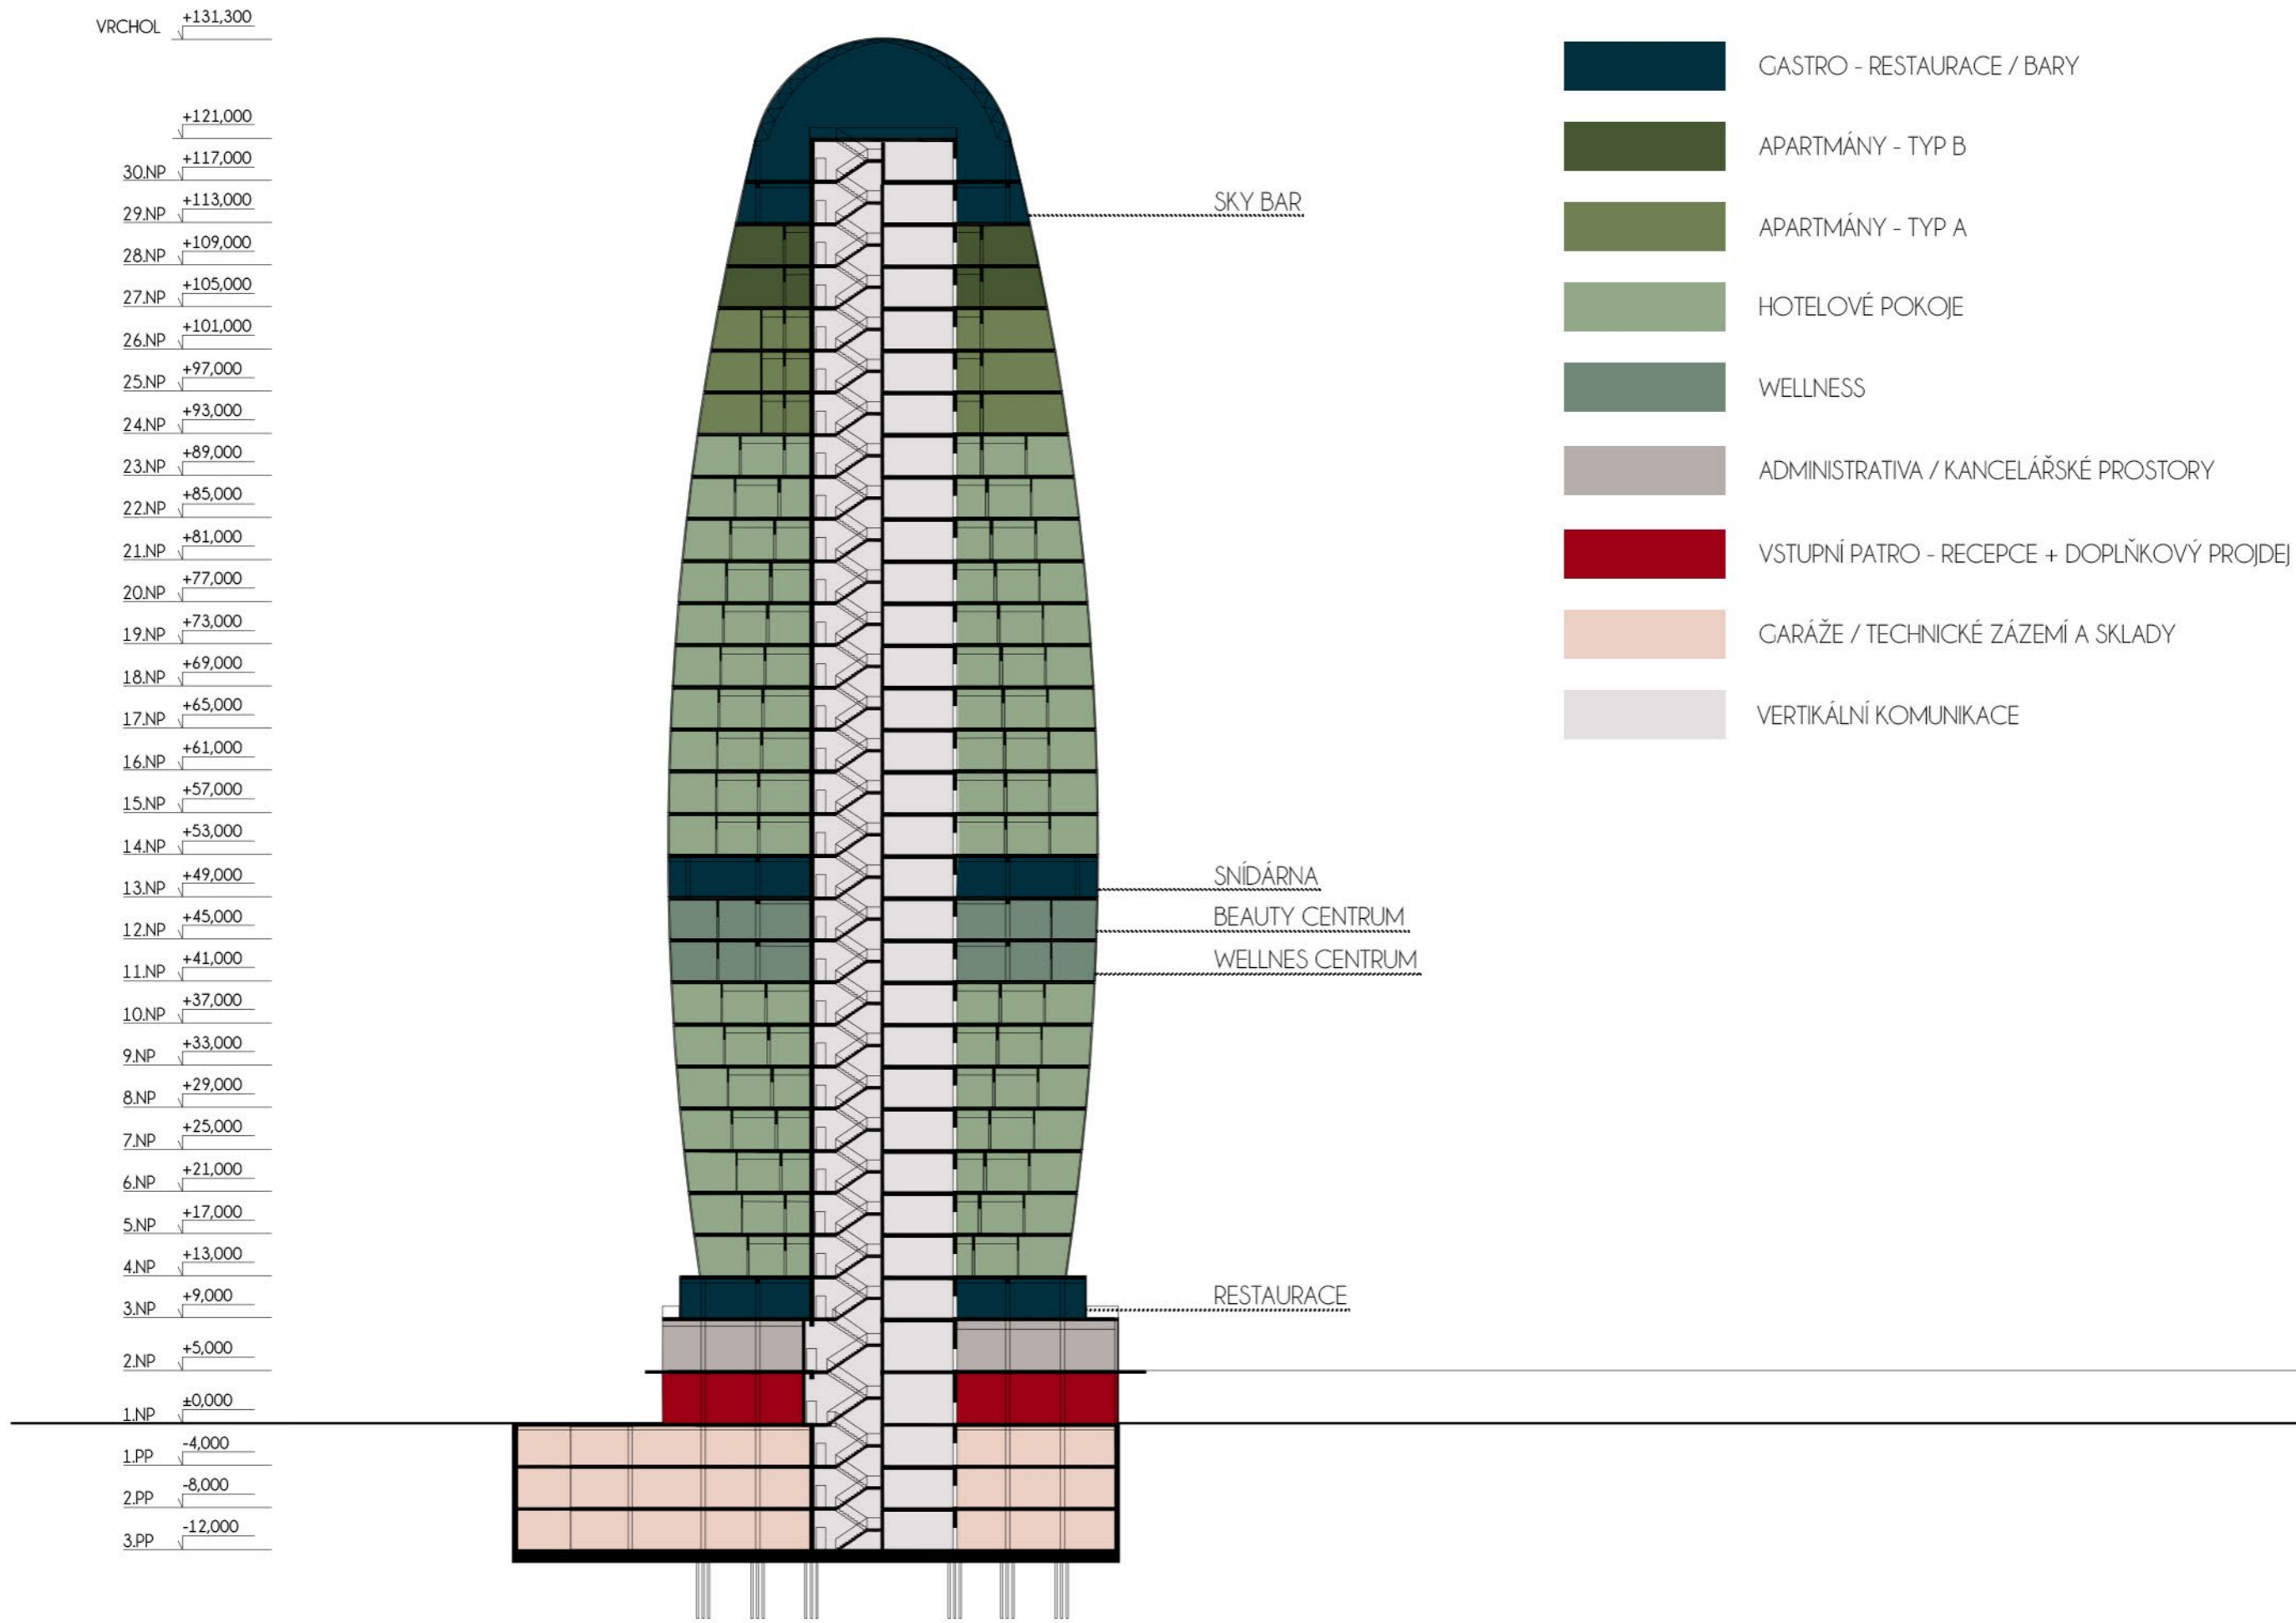 VRCHOL +131,300
+121,000
30.NP +117,000
29.NP +113,000
28.NP +109,000
27.NP +105,000
26.NP +101,000
25.NP +97,000
24.NP +93,000
23.NP +89,000
22.NP +85,000
21.NP +81,000
20.NP +77,000
19.NP +73,000
18.NP +69,000
17.NP +65,000
16.NP +61,000
15.NP +57,000
14.NP +53,000
13.NP +49,000
12.NP +45,000
11.NP +41,000
10.NP +37,000
9.NP +33,000
8.NP +29,000
7.NP +25,000
6.NP +21,000
5.NP +17,000
4.NP +13,000
3.NP +9,000
2.NP +5,000
1.NP ±0,000
1.PP -4,000
2.PP -8,000
3.PP -12,000
SKY BAR
SNÍDÁRNA
BEAUTY CENTRUM
WELLNES CENTRUM
RESTAURACE
GASTRO - RESTAURACE / BARY
APARTMÁNY - TYP B
APARTMÁNY - TYP A
HOTELOVÉ POKOJE
WELLNESS
ADMINISTRATIVA / KANCELÁŘSKÉ PROSTORY
VSTUPNÍ PATRO - RECEPCE + DOPLŇKOVÝ PROJDEJ
GARÁŽE / TECHNICKÉ ZÁZEMÍ A SKLADY
VERTIKÁLNÍ KOMUNIKACE